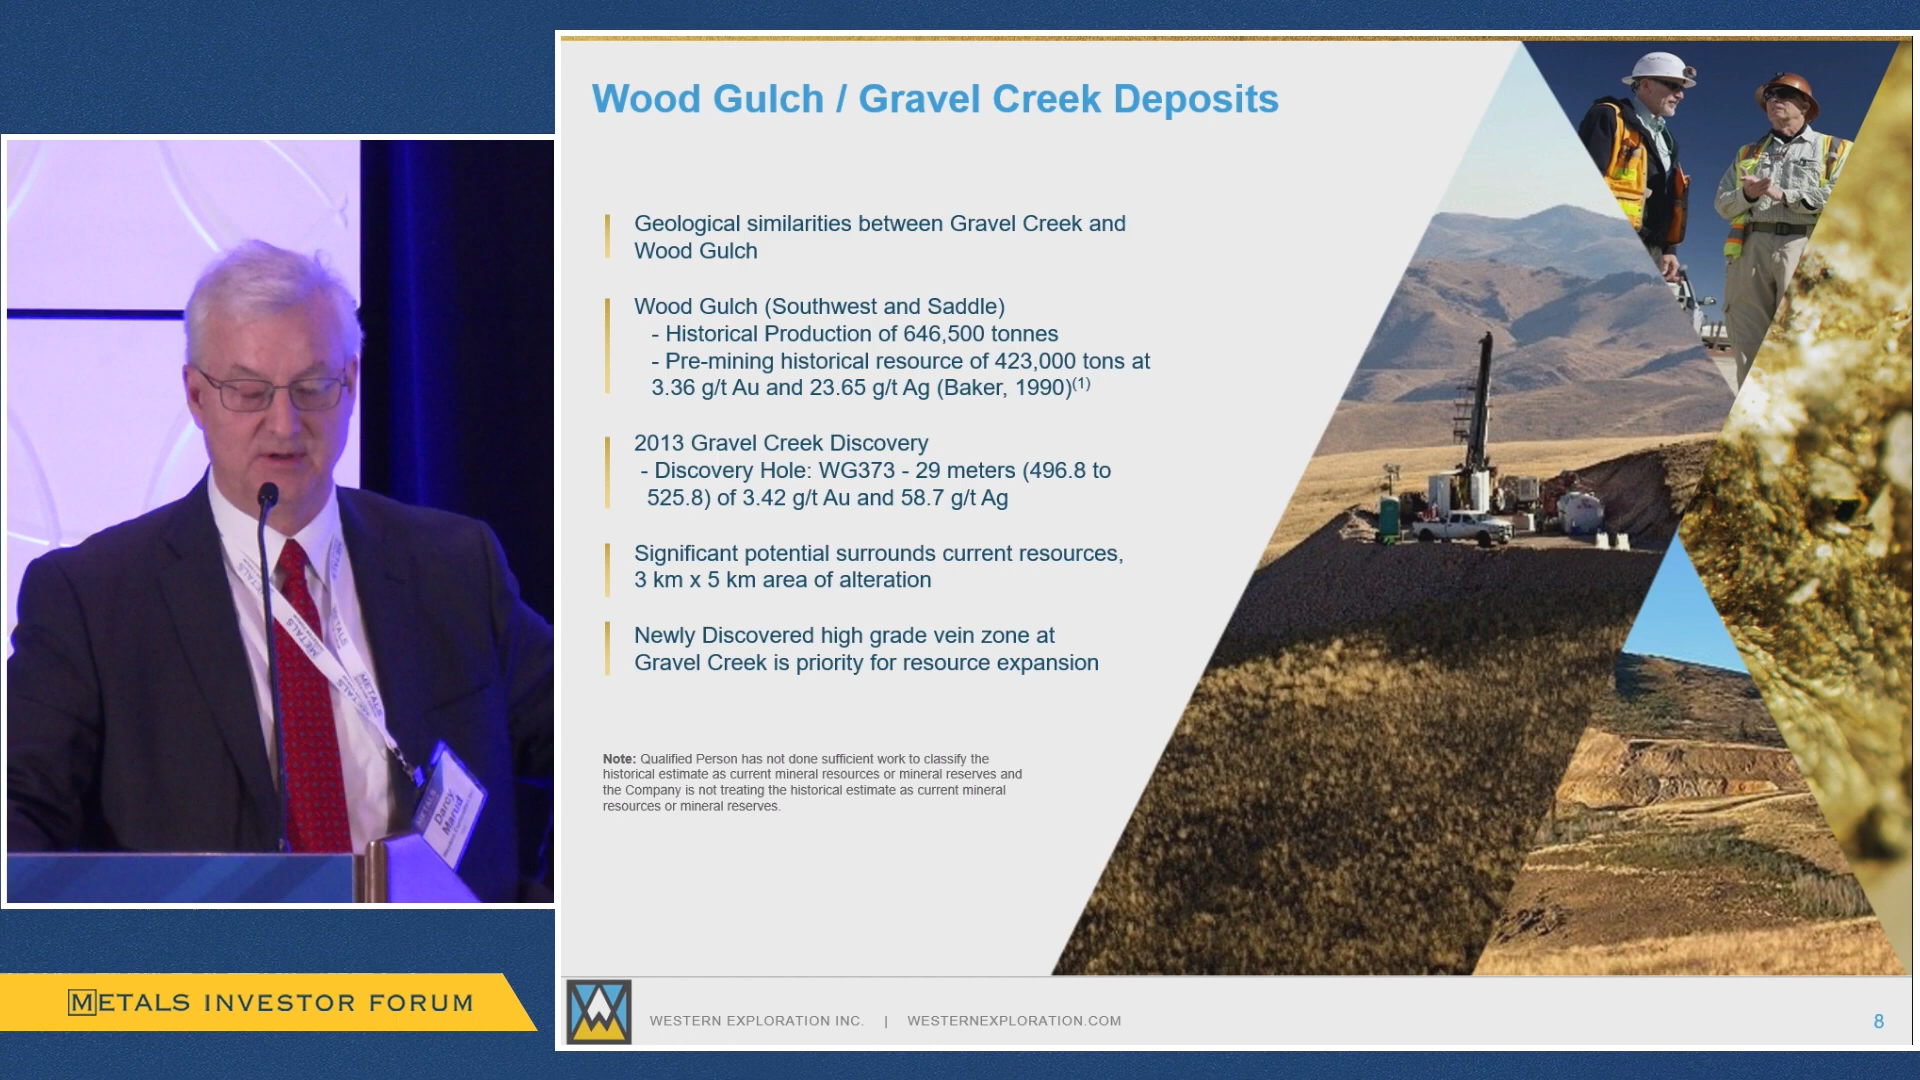 Wood Gulch / Gravel Creek Deposits
Geological similarities between Gravel Creek and
Wood Gulch
Wood Gulch (Southwest and Saddle)
- Historical Production of 646,500 tonnes
- Pre-mining historical resource of 423,000 tons at
3.36 g/t Au and 23.65 g/t Ag (Baker, 1990)(1)
2013 Gravel Creek Discovery
- Discovery Hole: WG373 - 29 meters (496.8 to
525.8) of 3.42 g/t Au and 58.7 g/t Ag
Significant potential surrounds current resources,
3 km x 5 km area of alteration
Newly Discovered high grade vein zone at
Gravel Creek is priority for resource expansion
Note: Qualified Person has not done sufficient work to classify the
historical estimate as current mineral resources or mineral reserves and
the Company is not treating the historical estimate as current mineral
resources or mineral reserves.
METALS
METALS
METALS
METALS
Darcy
Marud
METALS INVESTOR FORUM
WESTERN EXPLORATION INC. | WESTERNEXPLORATION.COM
8